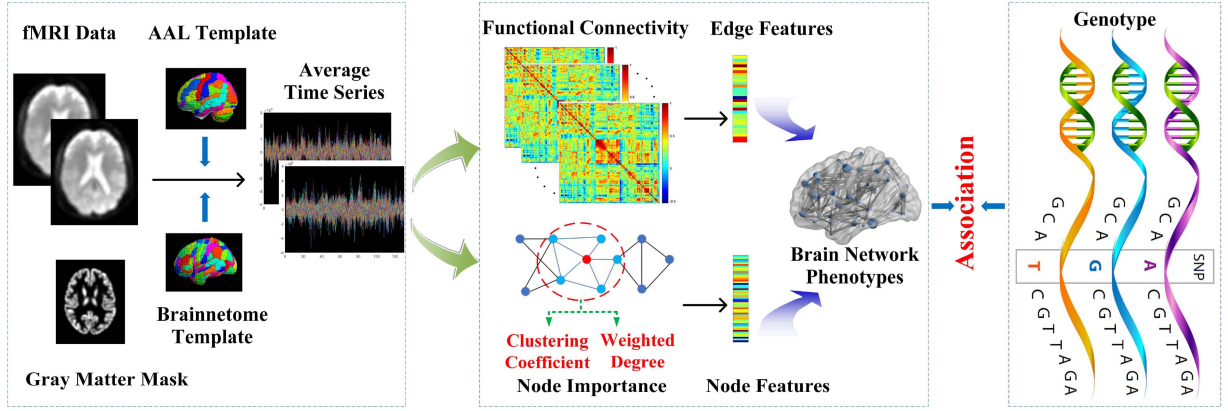 fMRI Data
AAL Template
Average
Time Series
Brainnetome
Template
Gray Matter Mask
Functional Connectivity
Edge Features
Clustering
Coefficient
Weighted
Degree
Node Importance
Node Features
Brain Network
Phenotypes
Association
Genotype
G C A T C G T T A G A
G C A G C G T T A G A
G C A A C G T T A G A
SNP